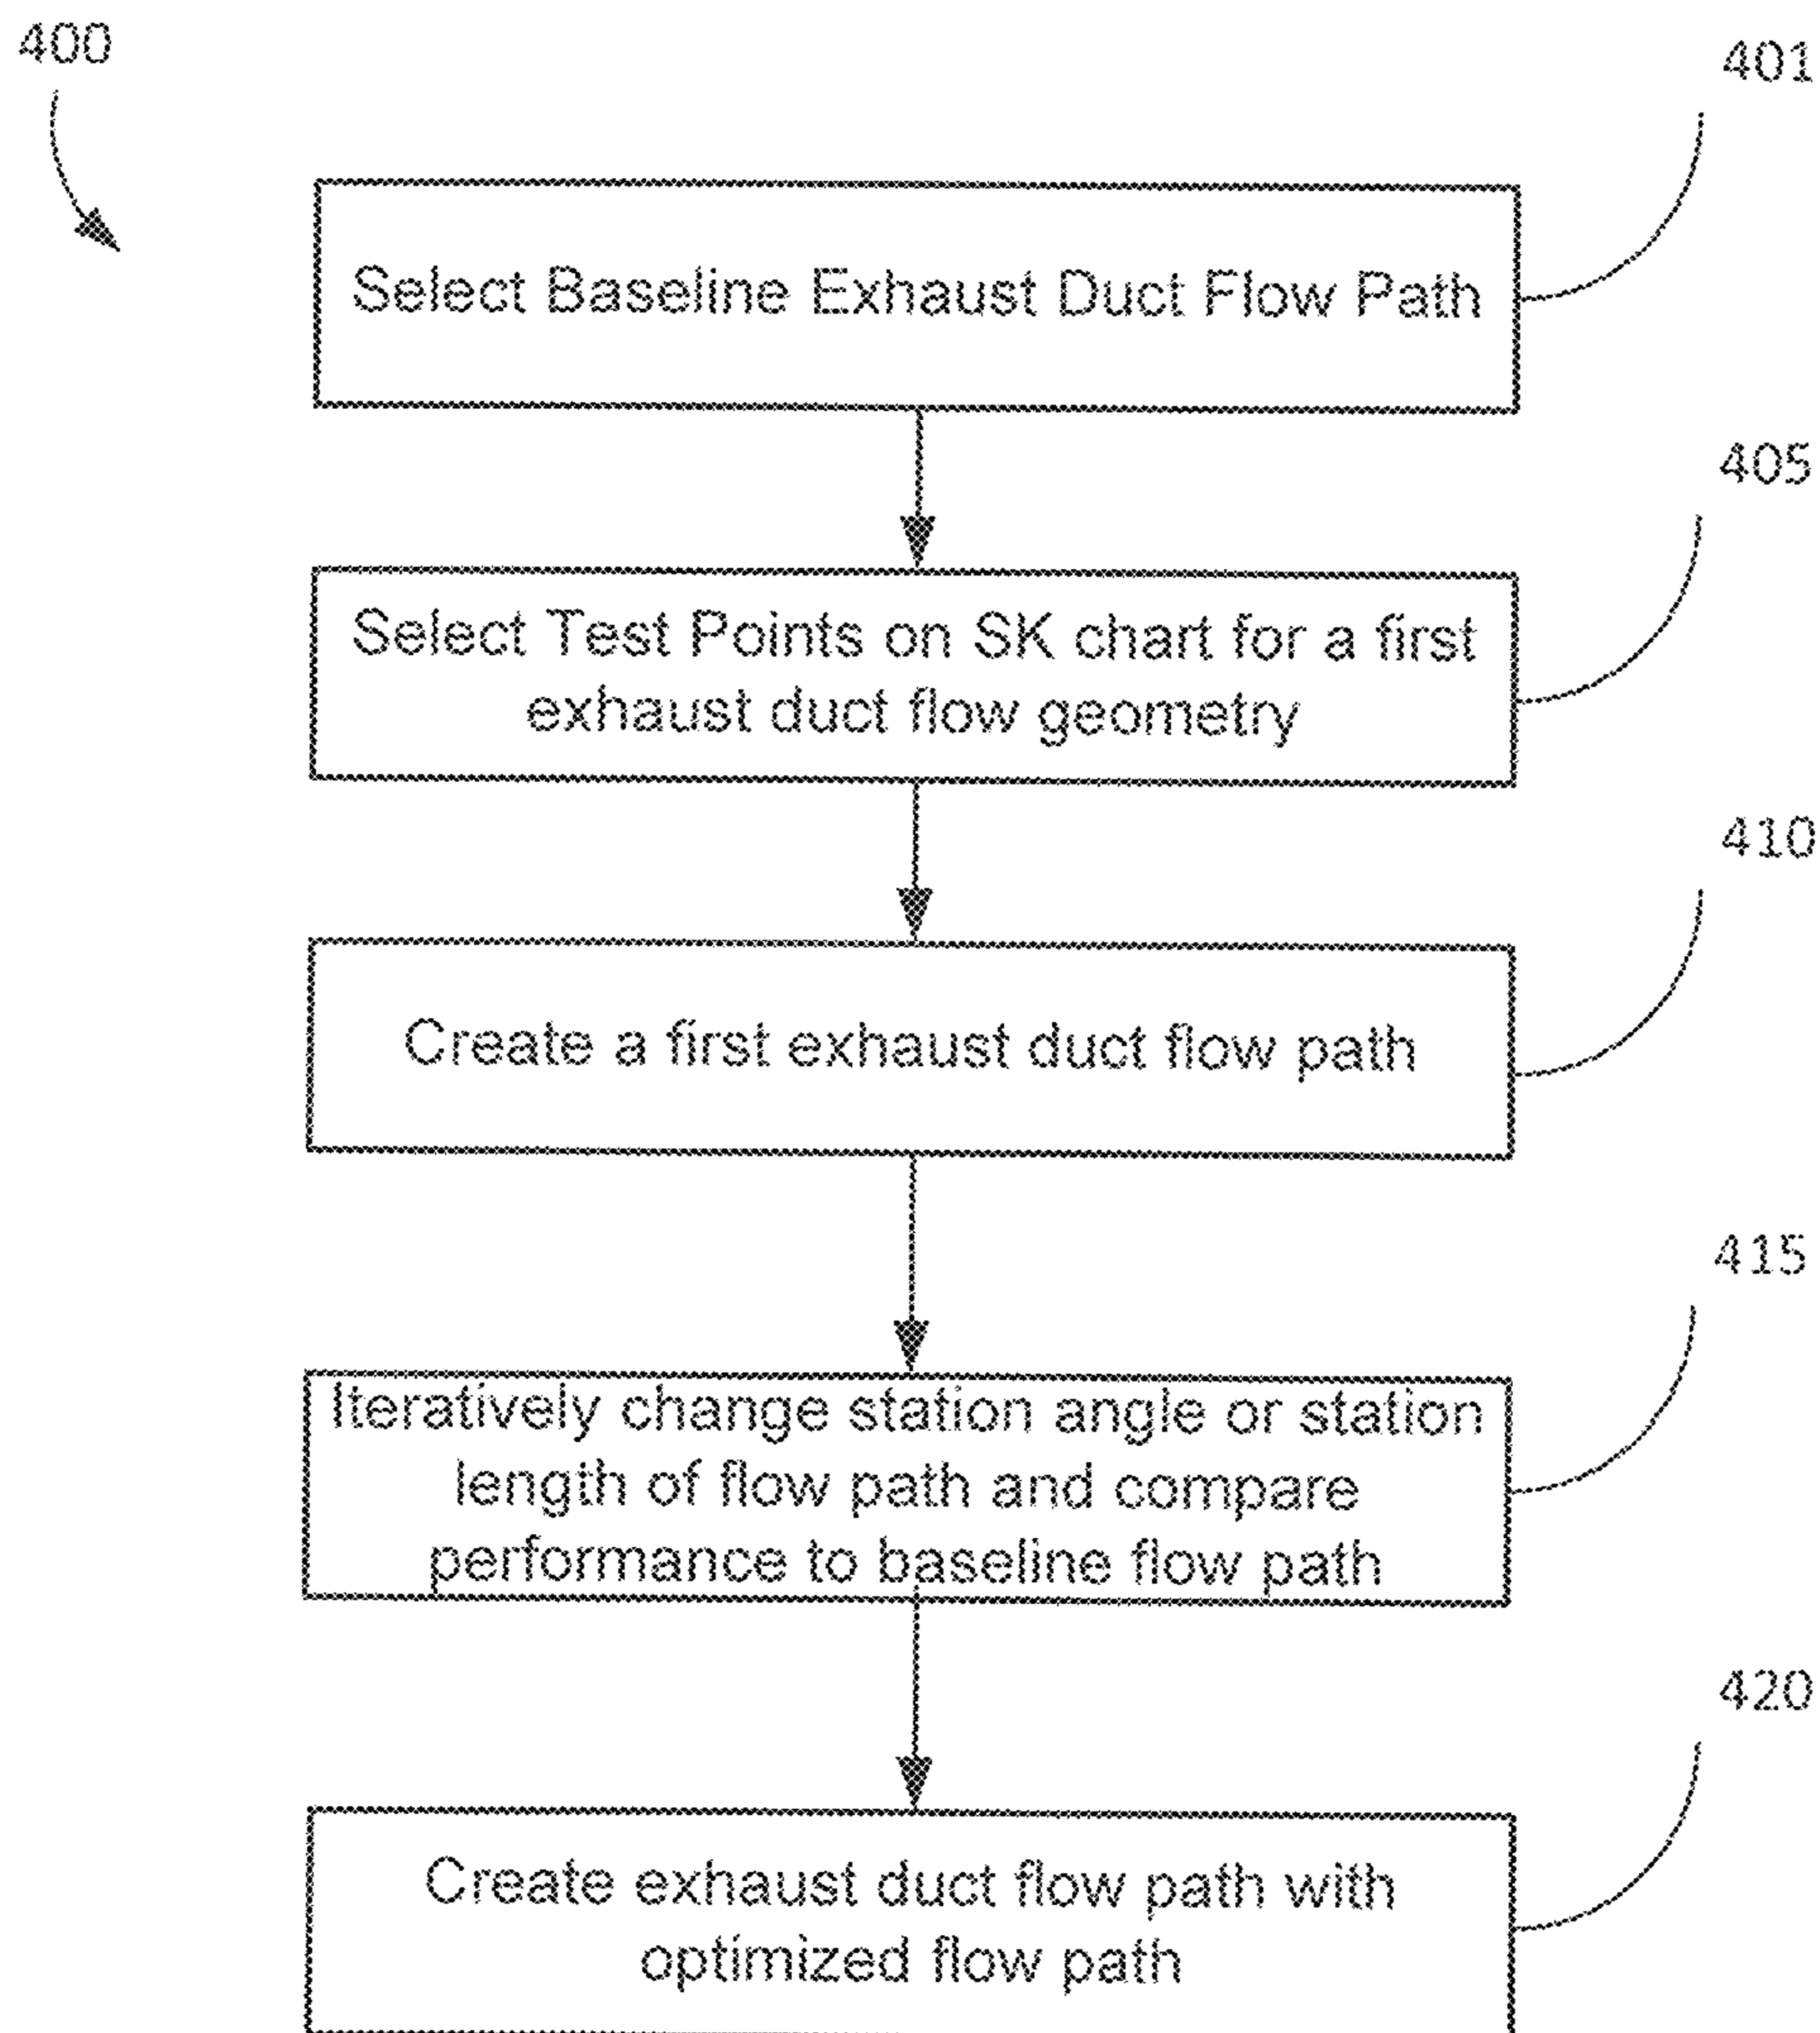 400
401
Select Baseline Exhaust Duct Flow Path
405
Select Test Points on SK chart for a first
exhaust duct flow geometry
410
Create a first exhaust duct flow path
415
Iteratively change station angle or station
length of flow path and compare
performance to baseline flow path
420
Create exhaust duct flow path with
optimized flow path